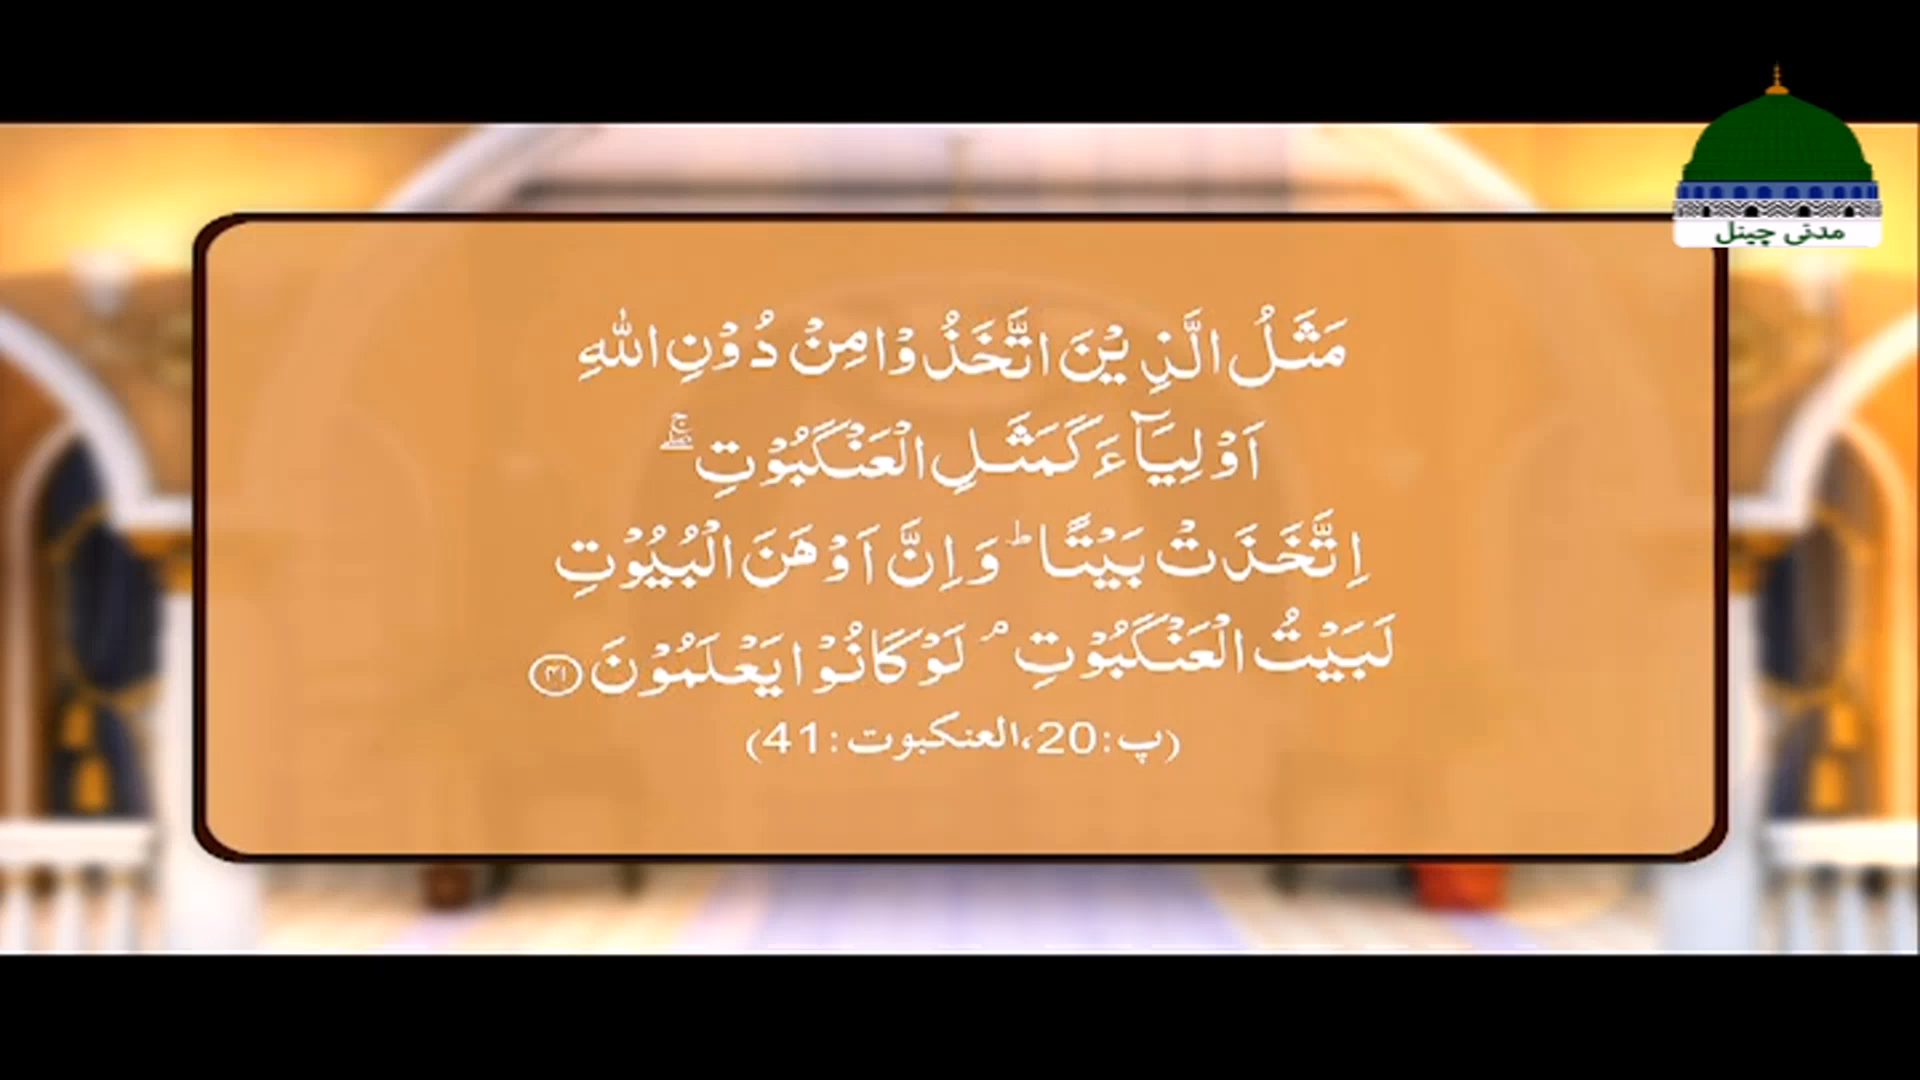 مدنی چینل
مَثَلُ الَّذِیْنَ اتَّخَذُوْا مِنْ دُوْنِ اللّٰهِ
اَوْلِیَآءَ كَمَثَلِ الْعَنْكَبُوْتِ ۖۚ
اِتَّخَذَتْ بَیْتًاؕ وَ اِنَّ اَوْهَنَ الْبُیُوْتِ
لَبَیْتُ الْعَنْكَبُوْتِۘ لَوْ كَانُوْا یَعْلَمُوْنَ (۴۱)
(پ:20،العنکبوت:41)